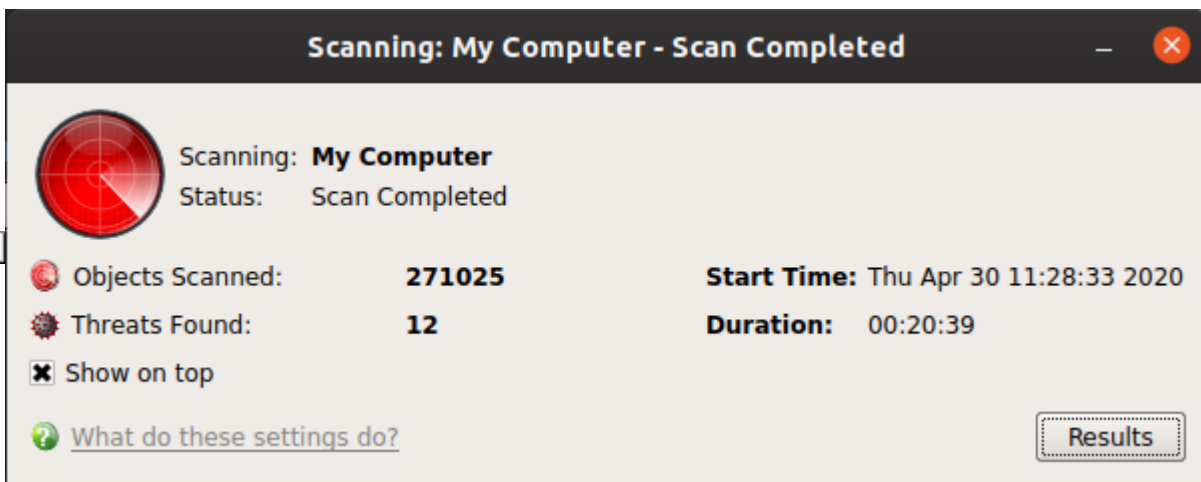 Scanning: My Computer - Scan Completed
Scanning: My Computer
Status: Scan Completed
Objects Scanned: 271025 Start Time: Thu Apr 30 11:28:33 2020
Threats Found: 12 Duration: 00:20:39
Show on top
What do these settings do?
Results